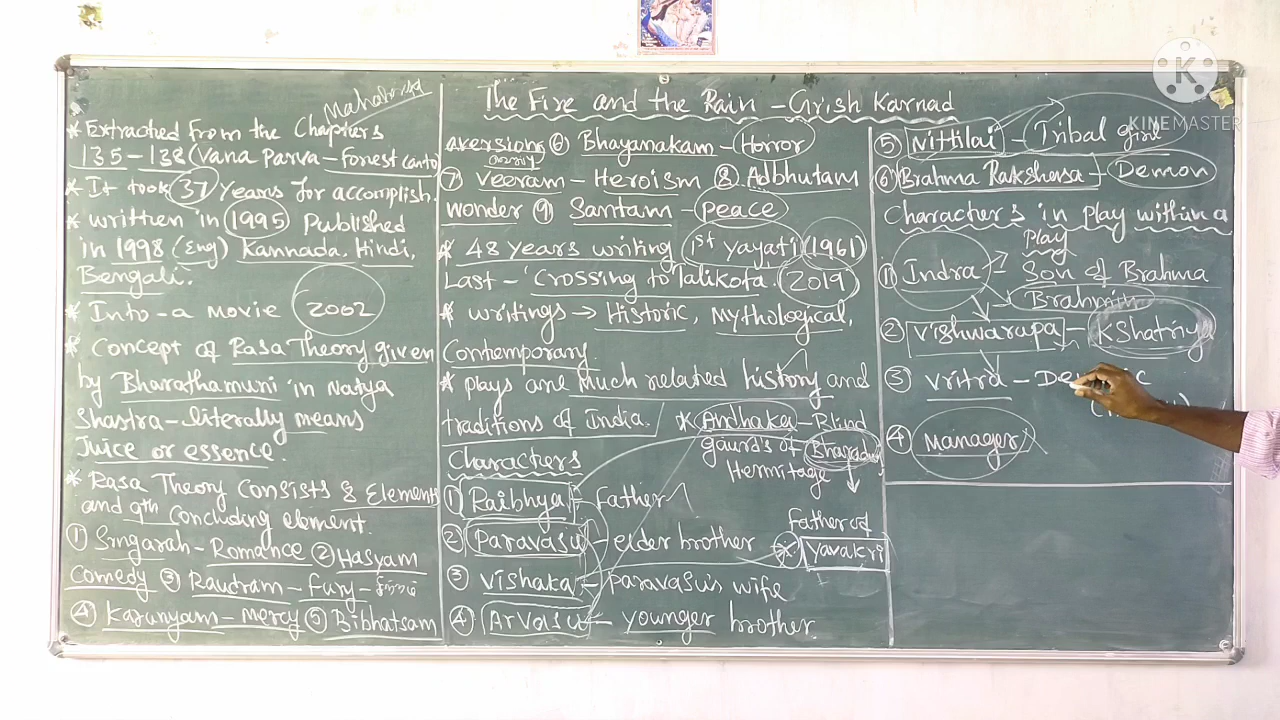 The Fire and the Rain - Grish Karnad
Mahabharata
* Extracted from the Chapters
135-138 (Vana Parva - Forest canto
* It took 37 Years for accomplish.
* written in 1995 Published
in 1998 (Eng) Kannada, Hindi,
Bengali.
* Into - a movie 2002
* Concept of Rasa Theory given
by Bharathamuni in Natya
Shastra - literally means
Juice or essence.
* Rasa Theory Consists 8 Elements
and 9th Concluding element.
① Sringarah - Romance ② Hasyam
Comedy ③ Raudram - Fury -
④ Karunyam - mercy ⑤ Bibhatsam
aversions ⑥ Bhayanakam - Horror
⑦ Veeram - Heroism ⑧ Adbhutam
wonder ⑨ Santam - Peace
* 48 years writing 1st Yayati 1961
Last - Crossing to Talikota. 2019
* writings → Historic, Mythological,
Contemporary.
* plays are much related history and
traditions of India.
* Andhaka - Blind
gaurds of
Hermitage
Characters
① Raibhya - Father
② Paravasu - elder brother
③ Vishaka - paravasu's wife
④ Arvasu - younger brother
Father of
* Yavakri
⑤ Nittilai - Tribal girl
⑥ Brahma Rakshasa - Demon
Characters in play within a
Play
① Indra - Son of Brahma
Brahmin
② Vishwarupa - Kshatriya
③ Vritra -
④ Manager
KINEMASTER